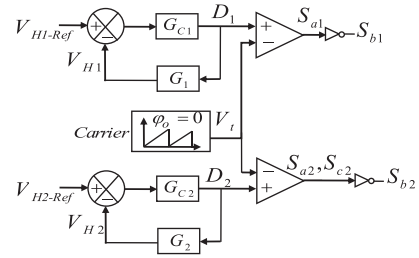 V_{H1-Ref} + − G_{C1} D_1 + − S_{a1} S_{b1}
V_{H1} G_1
Carrier φ_o = 0 V_t
V_{H2-Ref} + − G_{C2} D_2 − + S_{a2},S_{c2} S_{b2}
V_{H2} G_2